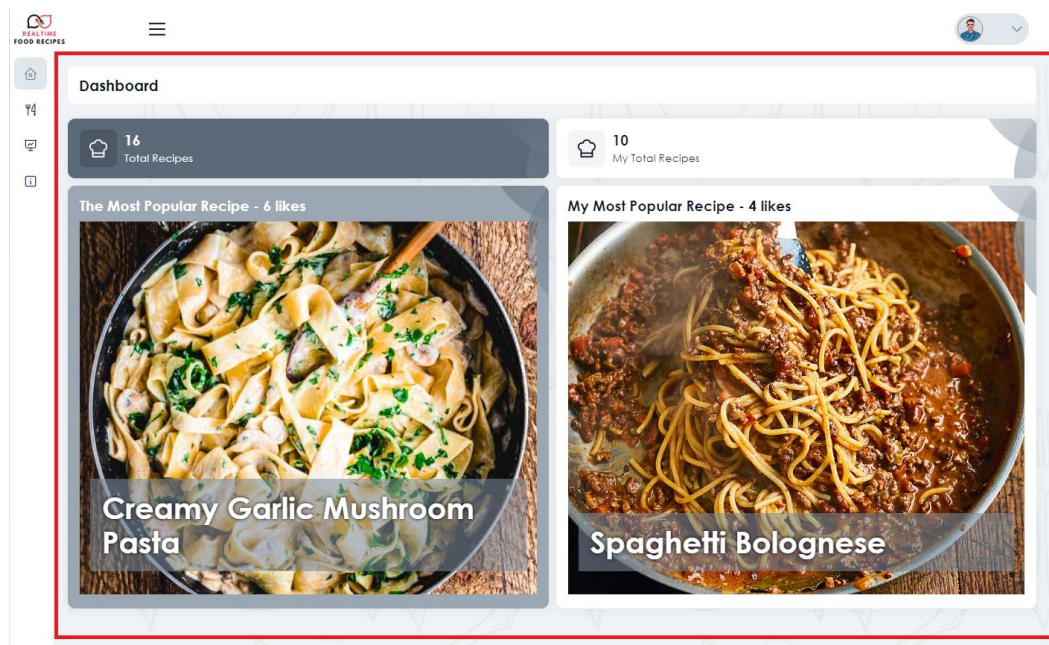 REALTIME
FOOD RECIPES
Dashboard
16
Total Recipes
10
My Total Recipes
The Most Popular Recipe - 6 likes
My Most Popular Recipe - 4 likes
Creamy Garlic Mushroom
Pasta
Spaghetti Bolognese